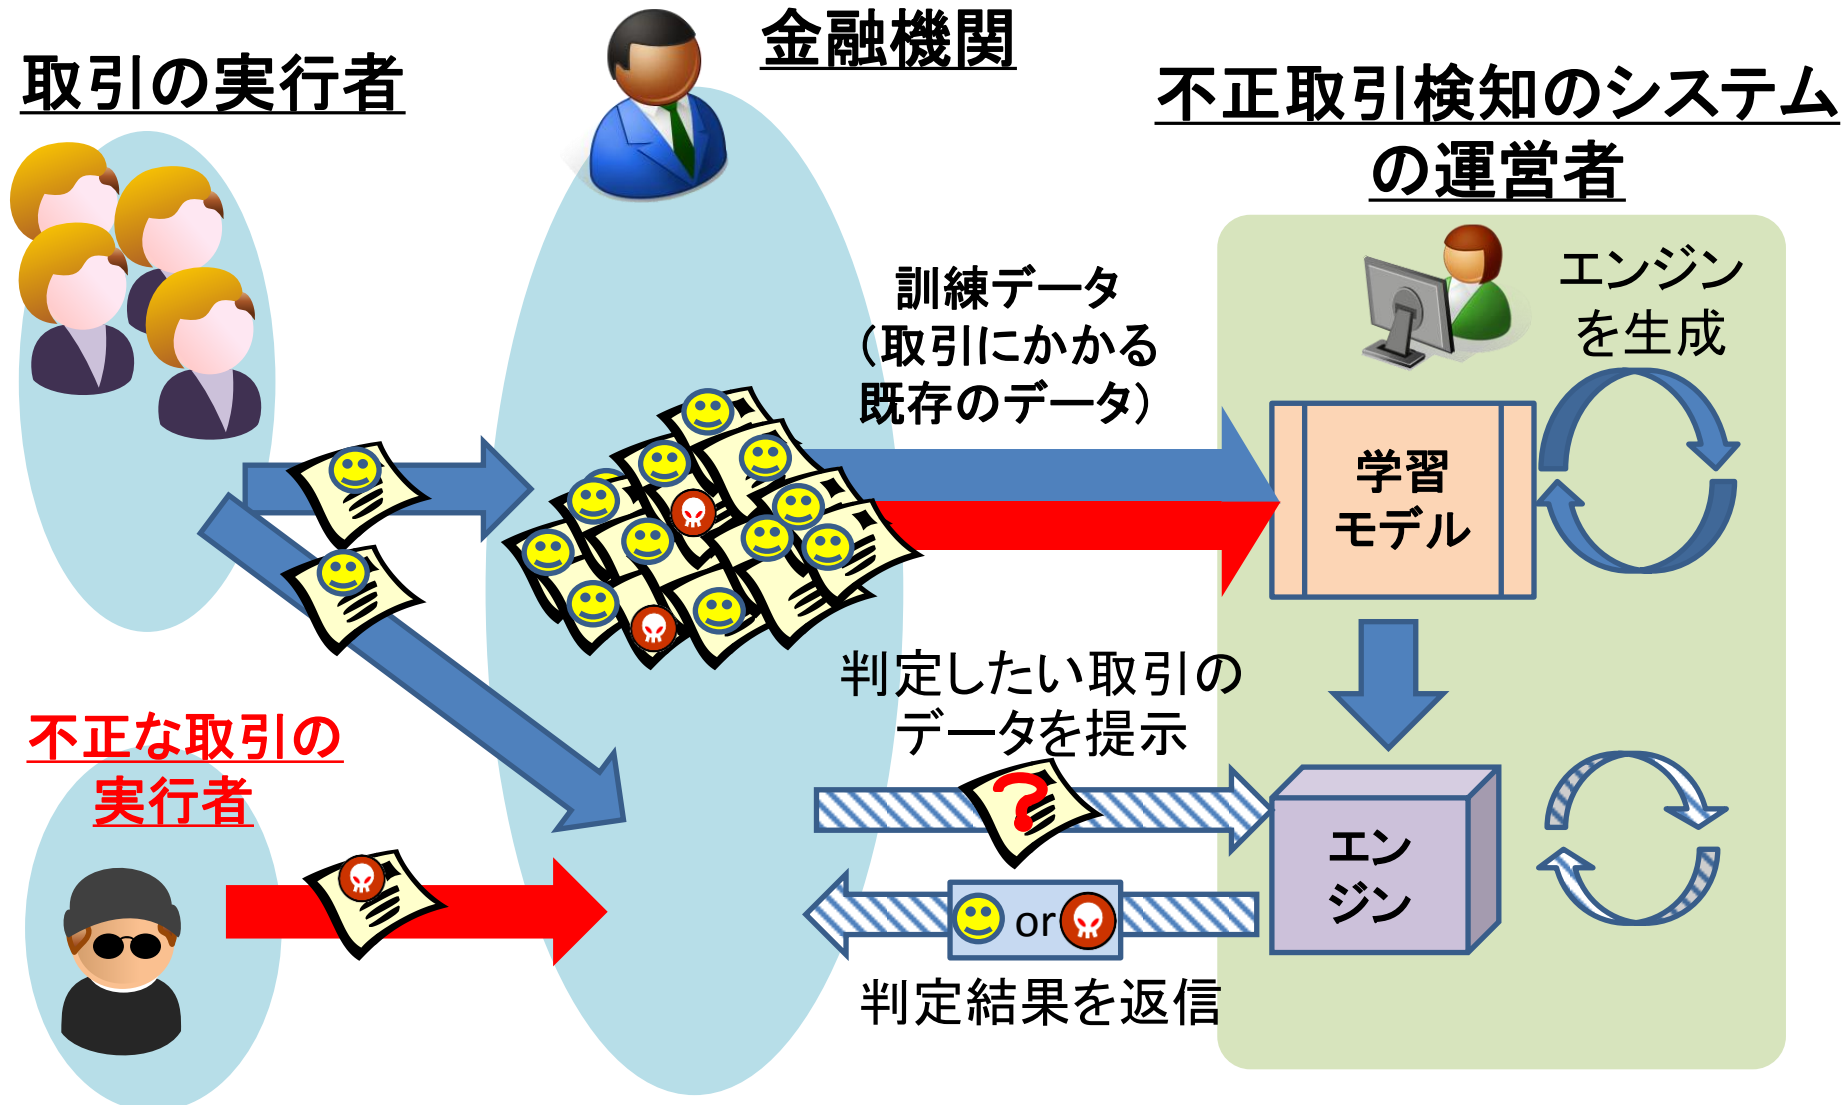 取引の実行者
金融機関
不正取引検知のシステム
の運営者
訓練データ
（取引にかかる
既存のデータ）
エンジン
を生成
学習
モデル
不正な取引の
実行者
判定したい取引の
データを提示
?
エン
ジン
or
判定結果を返信